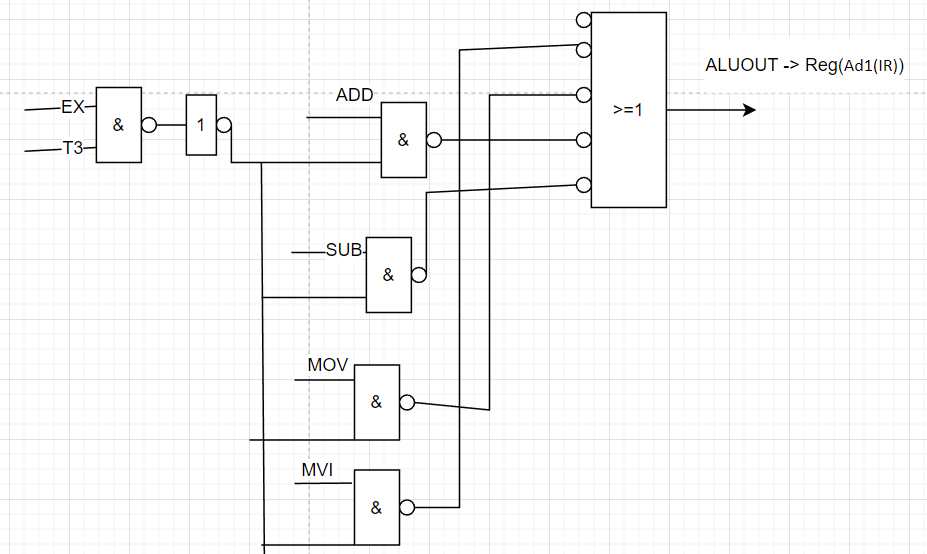 EX
T3
&
1
ADD
&
>=1
ALUOUT -> Reg(Ad1(IR))
SUB
&
MOV
&
MVI
&